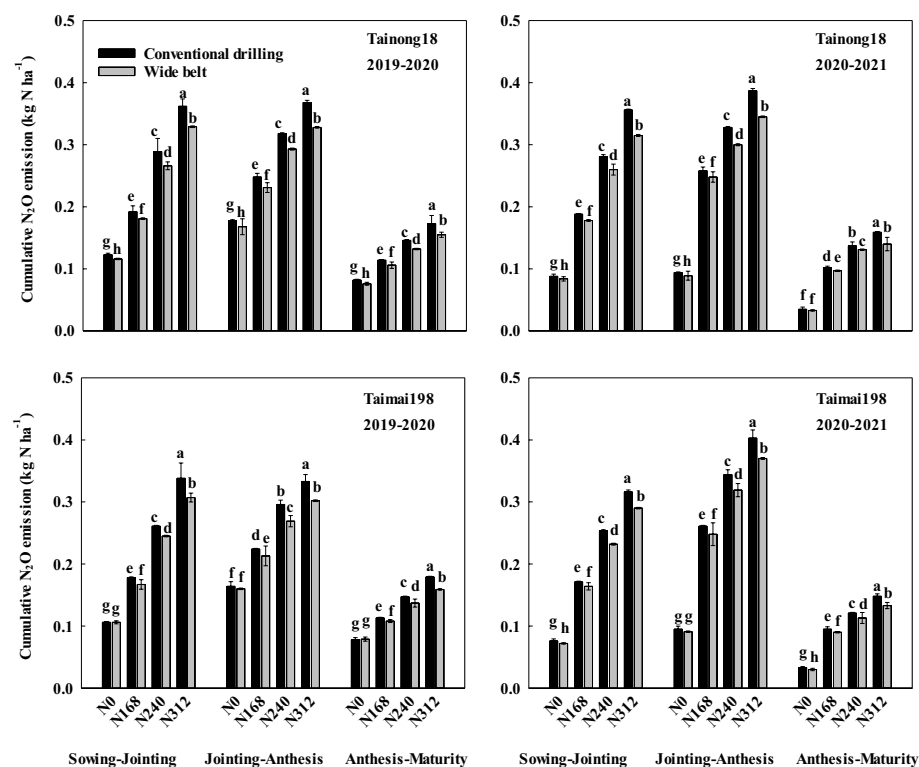 0.5
Tainong18
2019-2020
Conventional drilling
Wide belt
0.4
0.3
0.2
0.1
0.0
Cumulative N₂O emission (kg N ha⁻¹)
g h e f c d a b
g h e f c d a b
g h e f c d a b
0.5
Tainong18
2020-2021
0.4
0.3
0.2
0.1
0.0
g h e f c d a b
g h e f c d a b
f f d e b c a b
0.5
Taimai198
2019-2020
0.4
0.3
0.2
0.1
0.0
Cumulative N₂O emission (kg N ha⁻¹)
g g e f c d a b
f f d e b c a b
g g e f c d a b
N0 N168 N240 N312 N0 N168 N240 N312 N0 N168 N240 N312
Sowing-Jointing Jointing-Anthesis Anthesis-Maturity
0.5
Taimai198
2020-2021
0.4
0.3
0.2
0.1
0.0
g h e f c d a b
g g e f c d a b
g h e f c d a b
N0 N168 N240 N312 N0 N168 N240 N312 N0 N168 N240 N312
Sowing-Jointing Jointing-Anthesis Anthesis-Maturity